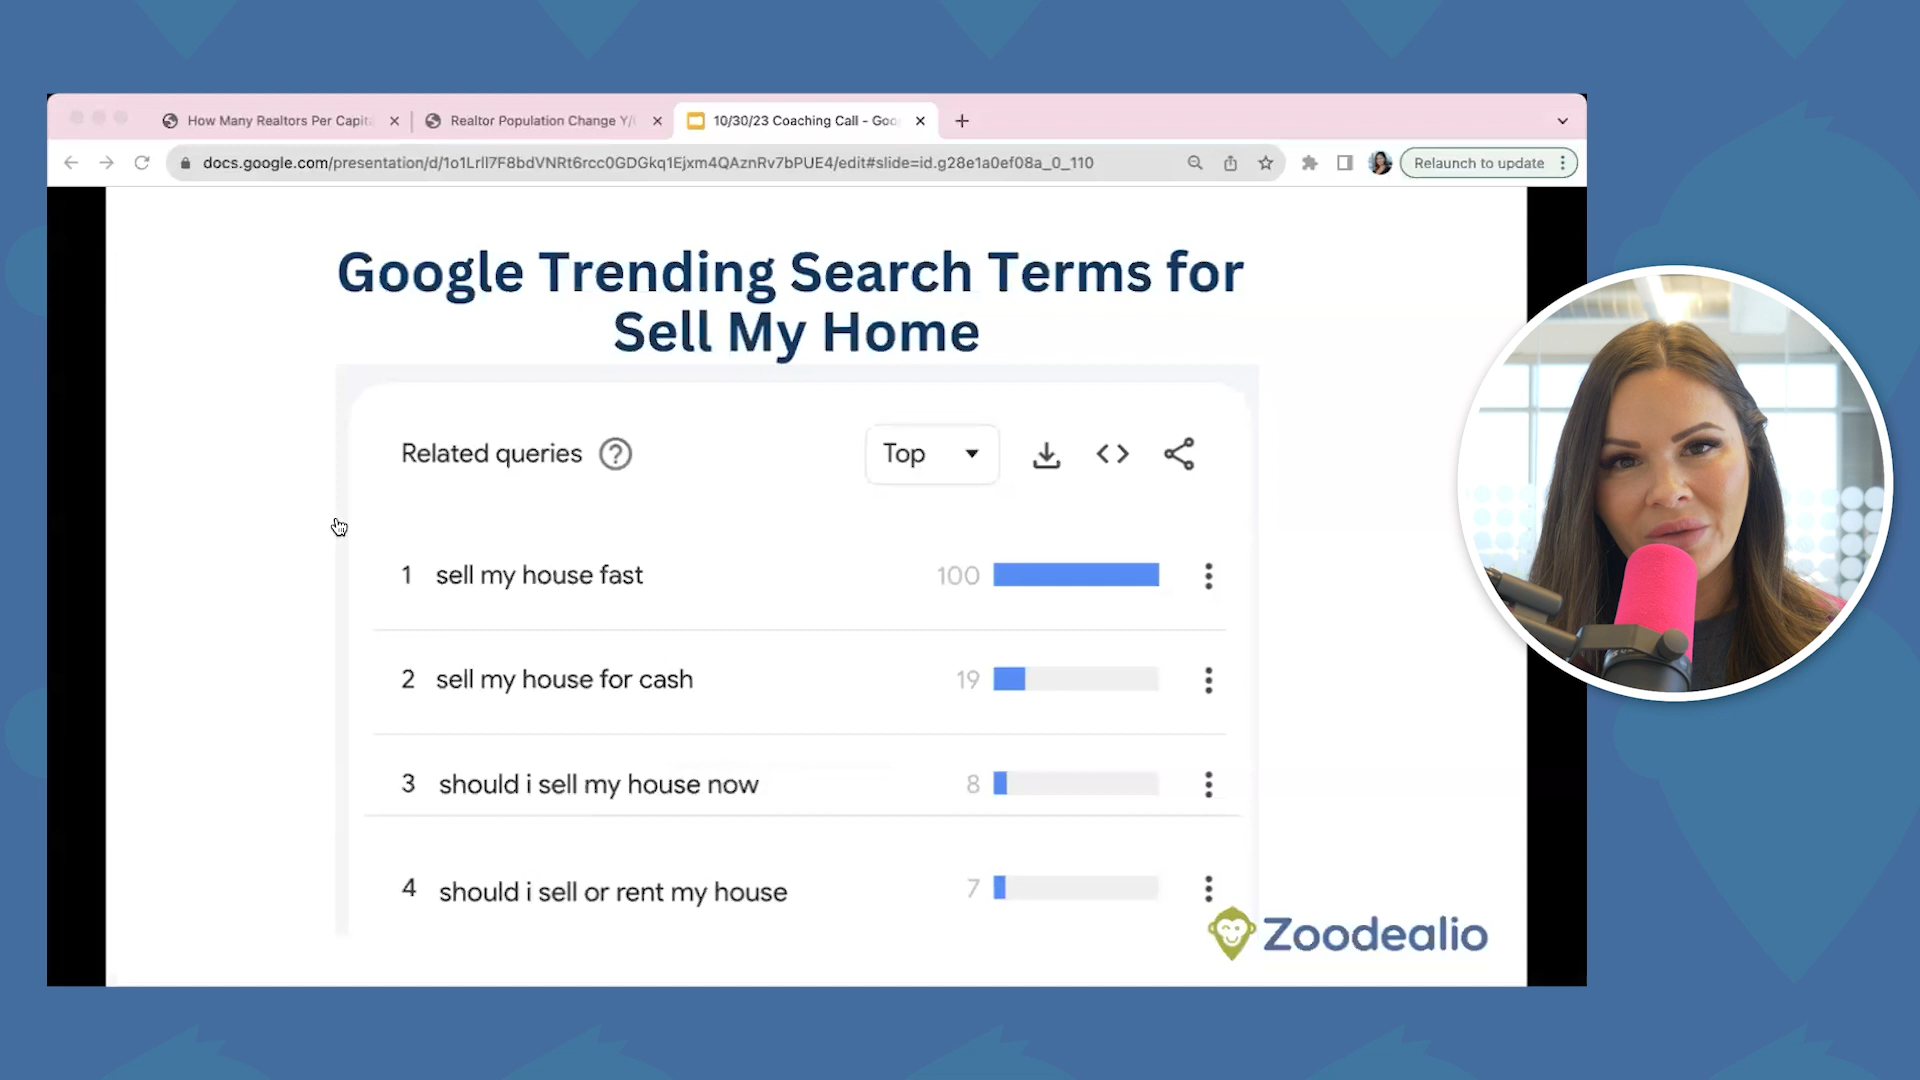 How Many Realtors Per Capit
Realtor Population Change Y/
10/30/23 Coaching Call - Goo
docs.google.com/presentation/d/1o1Lrll7F8bdVNRt6rcc0GDGkq1Ejxm4QAznRv7bPUE4/edit#slide=id.g28e1a0ef08a_0_110
Relaunch to update
Google Trending Search Terms for
Sell My Home
Related queries ?
Top
1 sell my house fast 100
2 sell my house for cash 19
3 should i sell my house now 8
4 should i sell or rent my house 7
Zoodealio